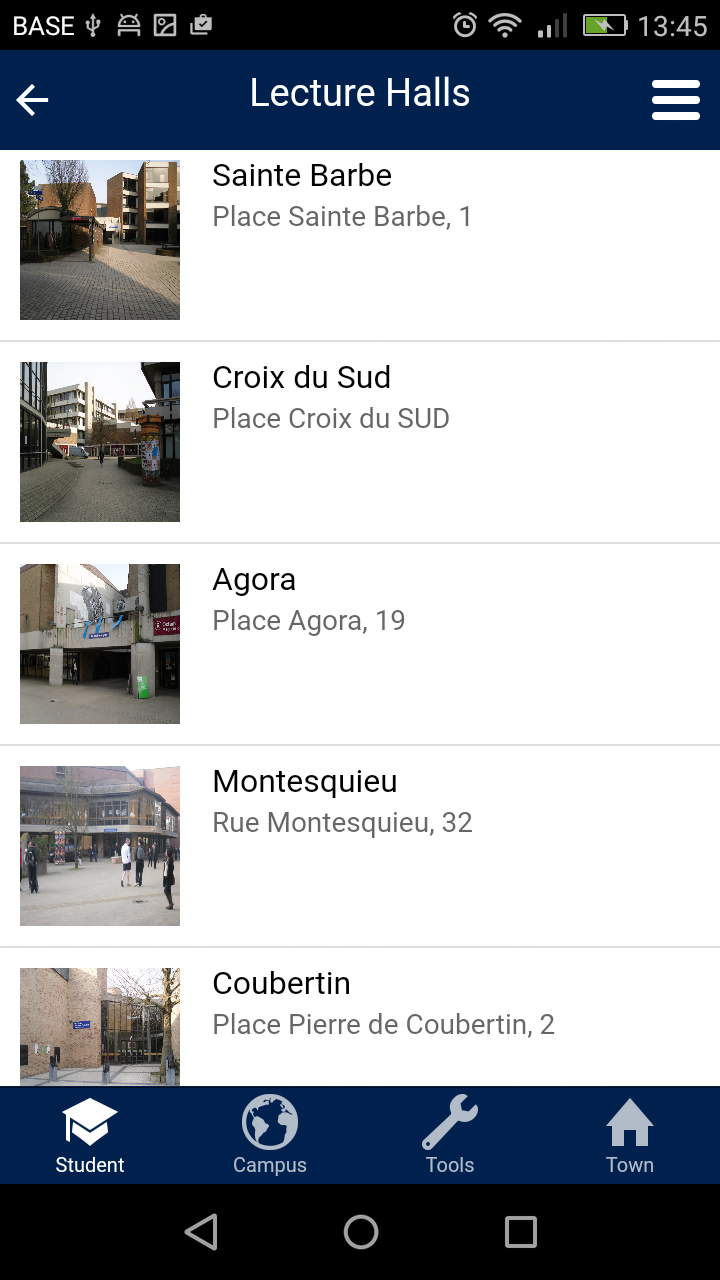 BASE 13:45
Lecture Halls
Sainte Barbe
Place Sainte Barbe, 1
Croix du Sud
Place Croix du SUD
Agora
Place Agora, 19
Montesquieu
Rue Montesquieu, 32
Coubertin
Place Pierre de Coubertin, 2
Student Campus Tools Town